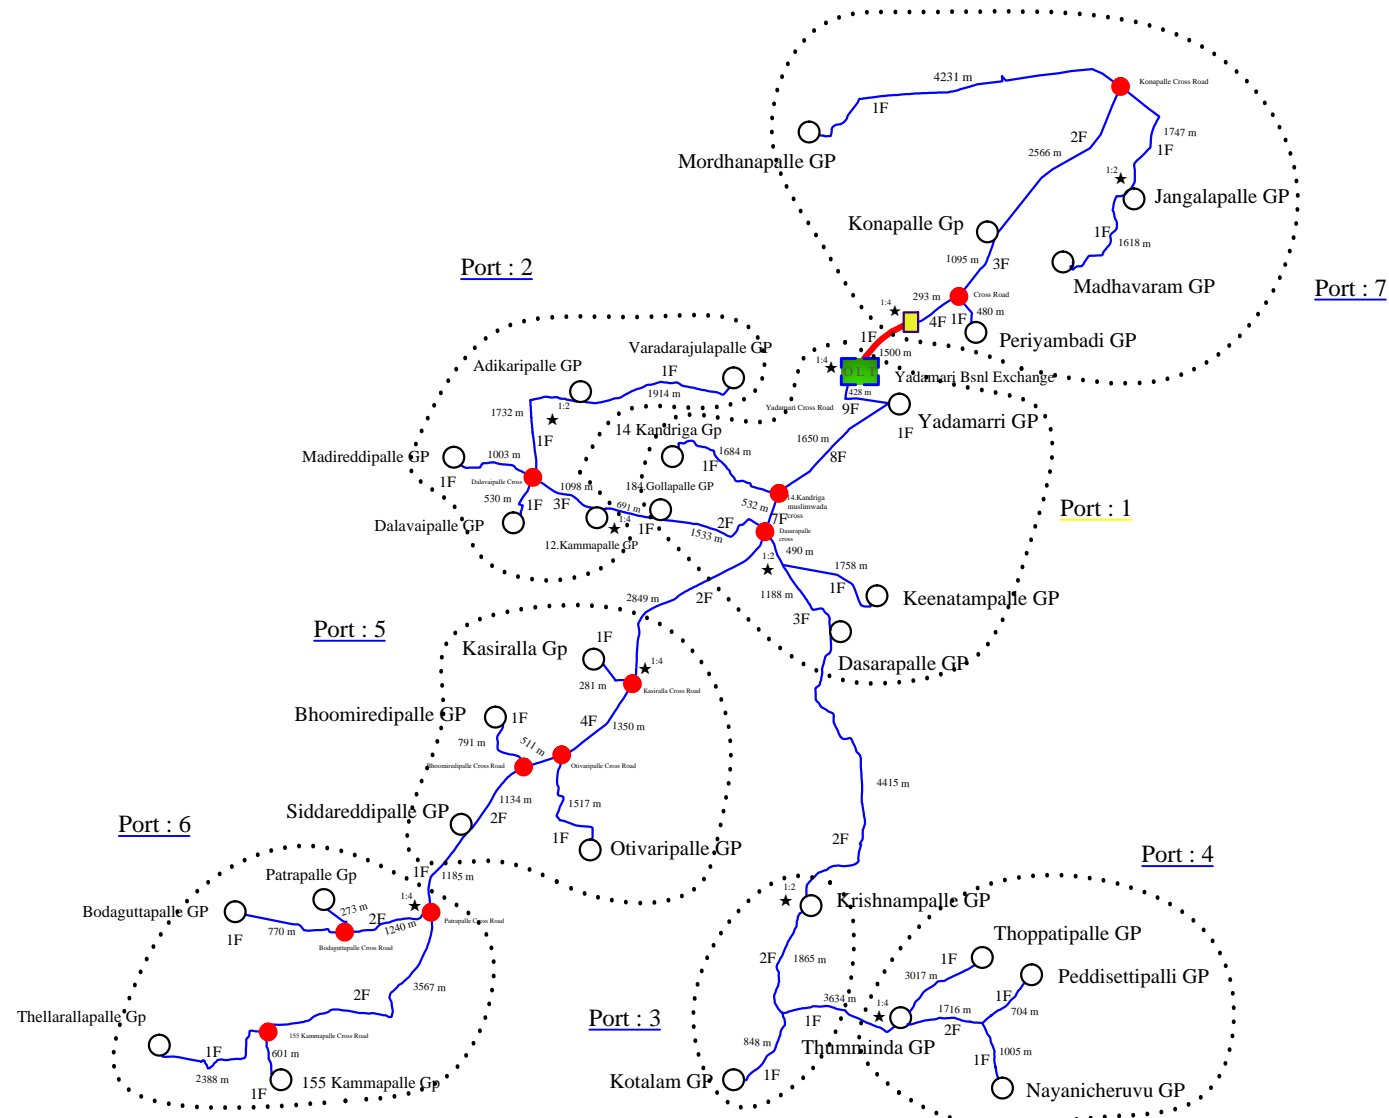 4231 m
Konapalle Cross Road
1F
2F
1747 m
Mordhanapalle GP
2566 m
1F
1:2
Jangalapalle GP
Konapalle Gp
1F
1618 m
1095 m
3F
Port : 2
Madhavaram GP
Port : 7
1:4
293 m
Cross Road
4F
1F
480 m
1F
Periyambadi GP
1500 m
Adikaripalle GP
Varadarajulapalle GP
1:4
O L T
Yadamari Bsnl Exchange
1F
1914 m
428 m
Yadamari Cross Road
9F
1732 m
1:2
Yadamarri GP
1F
14 Kandriga Gp
1650 m
1F
1684 m
8F
Madireddipalle GP
1003 m
1F
1F
Dalavaipalle Cross
1098 m
184.Gollapalle GP
14.Kandriga
muslimwada
cross
530 m
1F
3F
691 m
532 m
Port : 1
Dalavaipalle GP
1:4
1F
2F
7F
12.Kammapalle GP
1533 m
Dasarapalle
cross
490 m
1:2
1758 m
1188 m
1F
2849 m
2F
Keenatampalle GP
3F
Port : 5
1F
Kasiralla Gp
Dasarapalle GP
1:4
281 m
Kasiralla Cross Road
Bhoomiredipalle GP
1F
4F
1350 m
791 m
511 m
Bhoomiredipalle Cross Road
Otivaripalle Cross Road
4415 m
1134 m
1517 m
Siddareddipalle GP
2F
Port : 6
1F
Otivaripalle GP
2F
Port : 4
1F
1185 m
Patrapalle Gp
1:4
1:2
Bodaguttapalle GP
273 m
2F
Krishnampalle GP
1F
770 m
1240 m
Patrapalle Cross Road
Thoppatipalle GP
Bodaguttapalle Cross Road
2F
1865 m
1F
3017 m
Peddisettipalli GP
3567 m
2F
3634 m
1:4
1F
Thellarallapalle Gp
Port : 3
1F
1716 m
704 m
155 Kammapalle Cross Road
2F
1F
848 m
Thumminda GP
1005 m
601 m
1F
2388 m
1F
155 Kammapalle Gp
Kotalam GP
1F
Nayanicheruvu GP